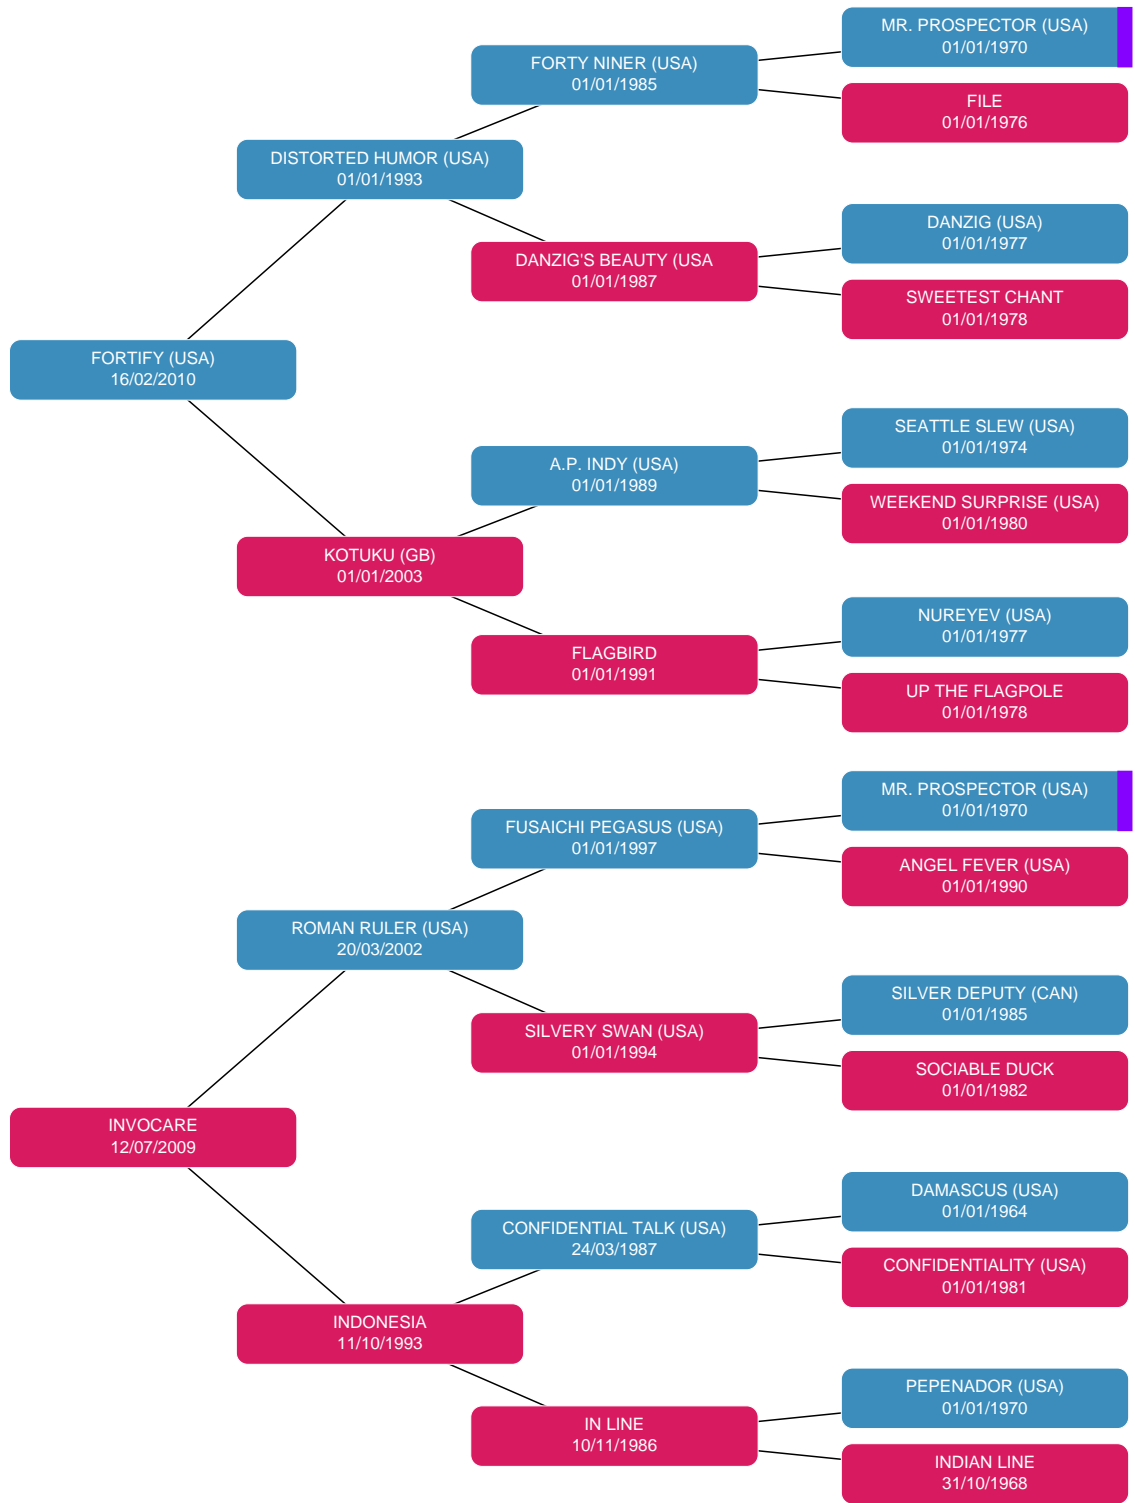 MR. PROSPECTOR (USA)
01/01/1970
FORTY NINER (USA)
01/01/1985
FILE
01/01/1976
DISTORTED HUMOR (USA)
01/01/1993
DANZIG (USA)
01/01/1977
DANZIG'S BEAUTY (USA
01/01/1987
SWEETEST CHANT
01/01/1978
FORTIFY (USA)
16/02/2010
SEATTLE SLEW (USA)
01/01/1974
A.P. INDY (USA)
01/01/1989
WEEKEND SURPRISE (USA)
01/01/1980
KOTUKU (GB)
01/01/2003
NUREYEV (USA)
01/01/1977
FLAGBIRD
01/01/1991
UP THE FLAGPOLE
01/01/1978
MR. PROSPECTOR (USA)
01/01/1970
FUSAICHI PEGASUS (USA)
01/01/1997
ANGEL FEVER (USA)
01/01/1990
ROMAN RULER (USA)
20/03/2002
SILVER DEPUTY (CAN)
01/01/1985
SILVERY SWAN (USA)
01/01/1994
SOCIABLE DUCK
01/01/1982
INVOCARE
12/07/2009
DAMASCUS (USA)
01/01/1964
CONFIDENTIAL TALK (USA)
24/03/1987
CONFIDENTIALITY (USA)
01/01/1981
INDONESIA
11/10/1993
PEPENADOR (USA)
01/01/1970
IN LINE
10/11/1986
INDIAN LINE
31/10/1968